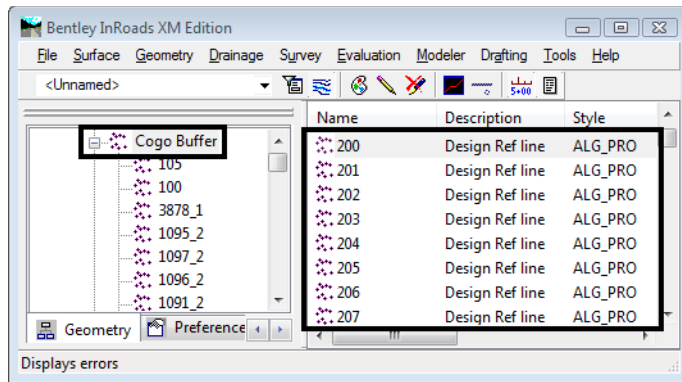 Bentley InRoads XM Edition
File Surface Geometry Drainage Survey Evaluation Modeler Drafting Tools Help
<Unnamed>
5+00
Cogo Buffer
105
100
3878_1
1095_2
1097_2
1096_2
1091_2
Geometry Preference
Name Description Style
200 Design Ref line ALG_PRO
201 Design Ref line ALG_PRO
202 Design Ref line ALG_PRO
203 Design Ref line ALG_PRO
204 Design Ref line ALG_PRO
205 Design Ref line ALG_PRO
206 Design Ref line ALG_PRO
207 Design Ref line ALG_PRO
Displays errors